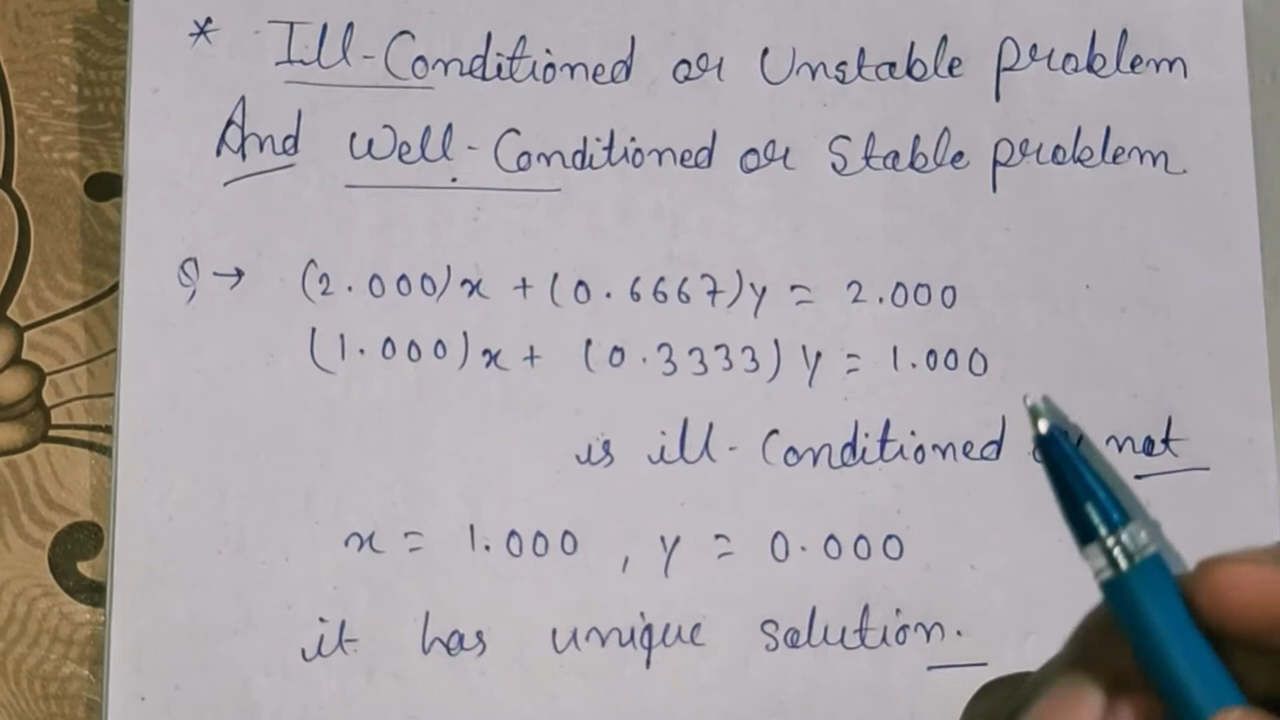 * Ill-Conditioned or Unstable problem
And Well-Conditioned or Stable problem
Q → (2.000)x + (0.6667)y = 2.000
(1.000)x + (0.3333)y = 1.000
is ill-Conditioned not
x = 1.000 , y = 0.000
it has unique solution.